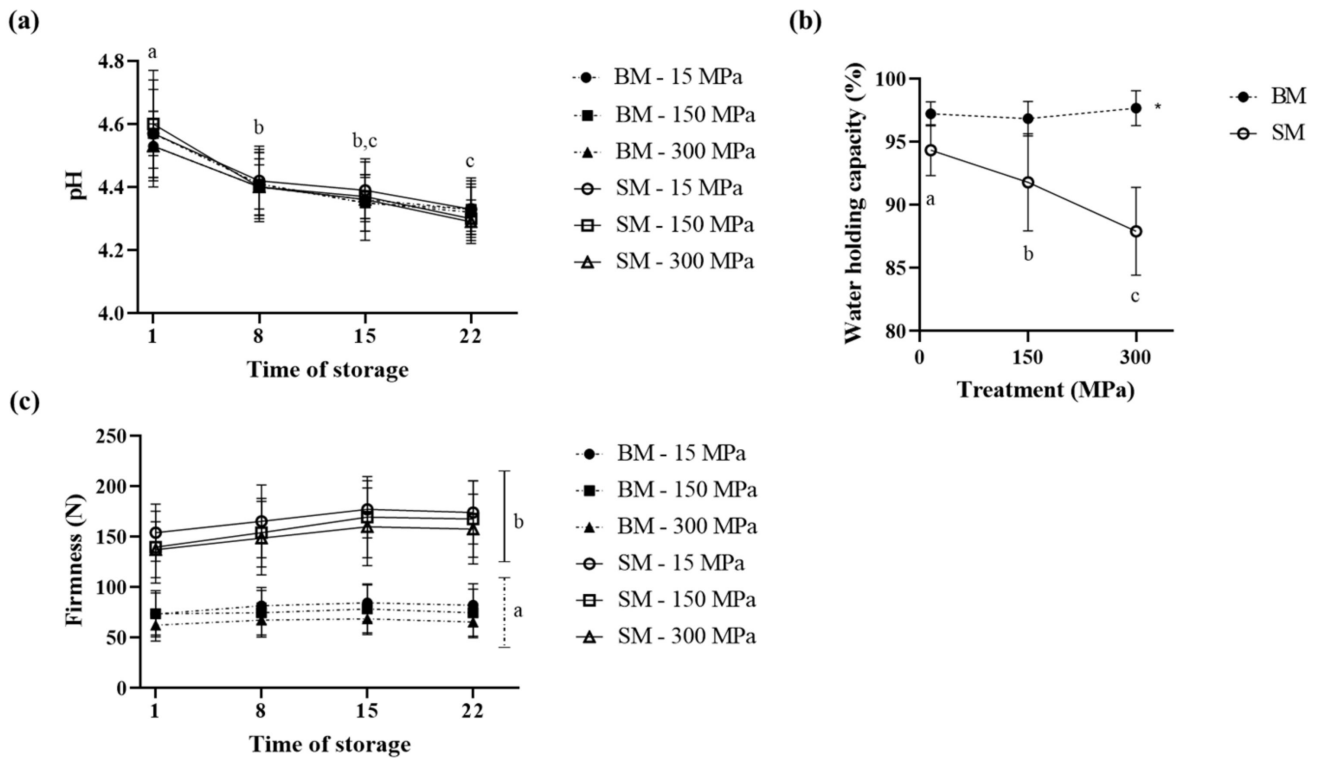 (a)
4.8
4.6
4.4
4.2
4.0
pH
a
b
b,c
c
1 8 15 22
Time of storage
BM - 15 MPa
BM - 150 MPa
BM - 300 MPa
SM - 15 MPa
SM - 150 MPa
SM - 300 MPa
(b)
100
95
90
85
80
Water holding capacity (%)
*
a
b
c
0 150 300
Treatment (MPa)
BM
SM
(c)
250
200
150
100
50
0
Firmness (N)
b
a
1 8 15 22
Time of storage
BM - 15 MPa
BM - 150 MPa
BM - 300 MPa
SM - 15 MPa
SM - 150 MPa
SM - 300 MPa